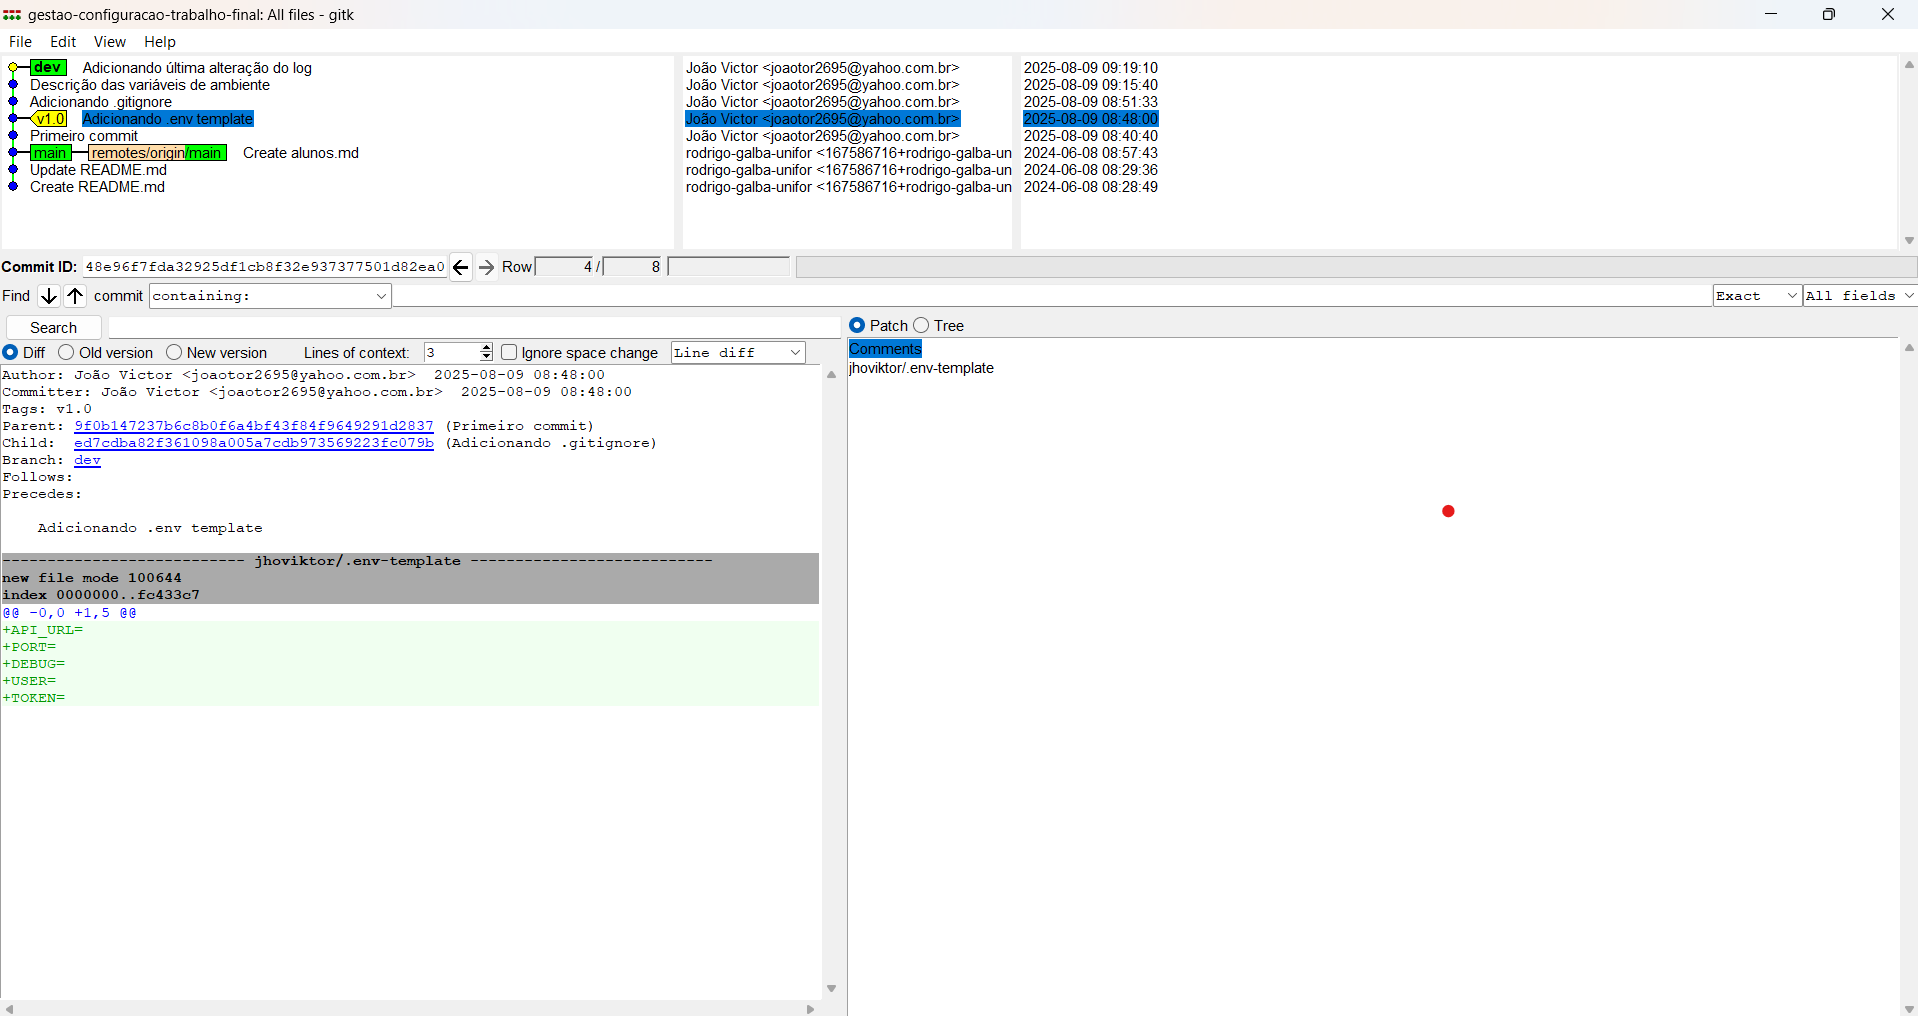 gestao-configuracao-trabalho-final: All files - gitk
File Edit View Help
dev Adicionando última alteração do log João Victor <joaotor2695@yahoo.com.br> 2025-08-09 09:19:10
Descrição das variáveis de ambiente João Victor <joaotor2695@yahoo.com.br> 2025-08-09 09:15:40
Adicionando .gitignore João Victor <joaotor2695@yahoo.com.br> 2025-08-09 08:51:33
v1.0 Adicionando .env template João Victor <joaotor2695@yahoo.com.br> 2025-08-09 08:48:00
Primeiro commit João Victor <joaotor2695@yahoo.com.br> 2025-08-09 08:40:40
main remotes/origin/main Create alunos.md rodrigo-galba-unifor <167586716+rodrigo-galba-un 2024-06-08 08:57:43
Update README.md rodrigo-galba-unifor <167586716+rodrigo-galba-un 2024-06-08 08:29:36
Create README.md rodrigo-galba-unifor <167586716+rodrigo-galba-un 2024-06-08 08:28:49
Commit ID: 48e96f7fda32925df1cb8f32e937377501d82ea0 Row 4 / 8
Find commit containing: Exact All fields
Search
Patch Tree
Diff Old version New version Lines of context: 3 Ignore space change Line diff
Comments
jhoviktor/.env-template
Author: João Victor <joaotor2695@yahoo.com.br> 2025-08-09 08:48:00
Committer: João Victor <joaotor2695@yahoo.com.br> 2025-08-09 08:48:00
Tags: v1.0
Parent: 9f0b147237b6c8b0f6a4bf43f84f9649291d2837 (Primeiro commit)
Child: ed7cdba82f361098a005a7cdb973569223fc079b (Adicionando .gitignore)
Branch: dev
Follows:
Precedes:
Adicionando .env template
--------------------------- jhoviktor/.env-template ---------------------------
new file mode 100644
index 0000000..fc433c7
@@ -0,0 +1,5 @@
+API_URL=
+PORT=
+DEBUG=
+USER=
+TOKEN=